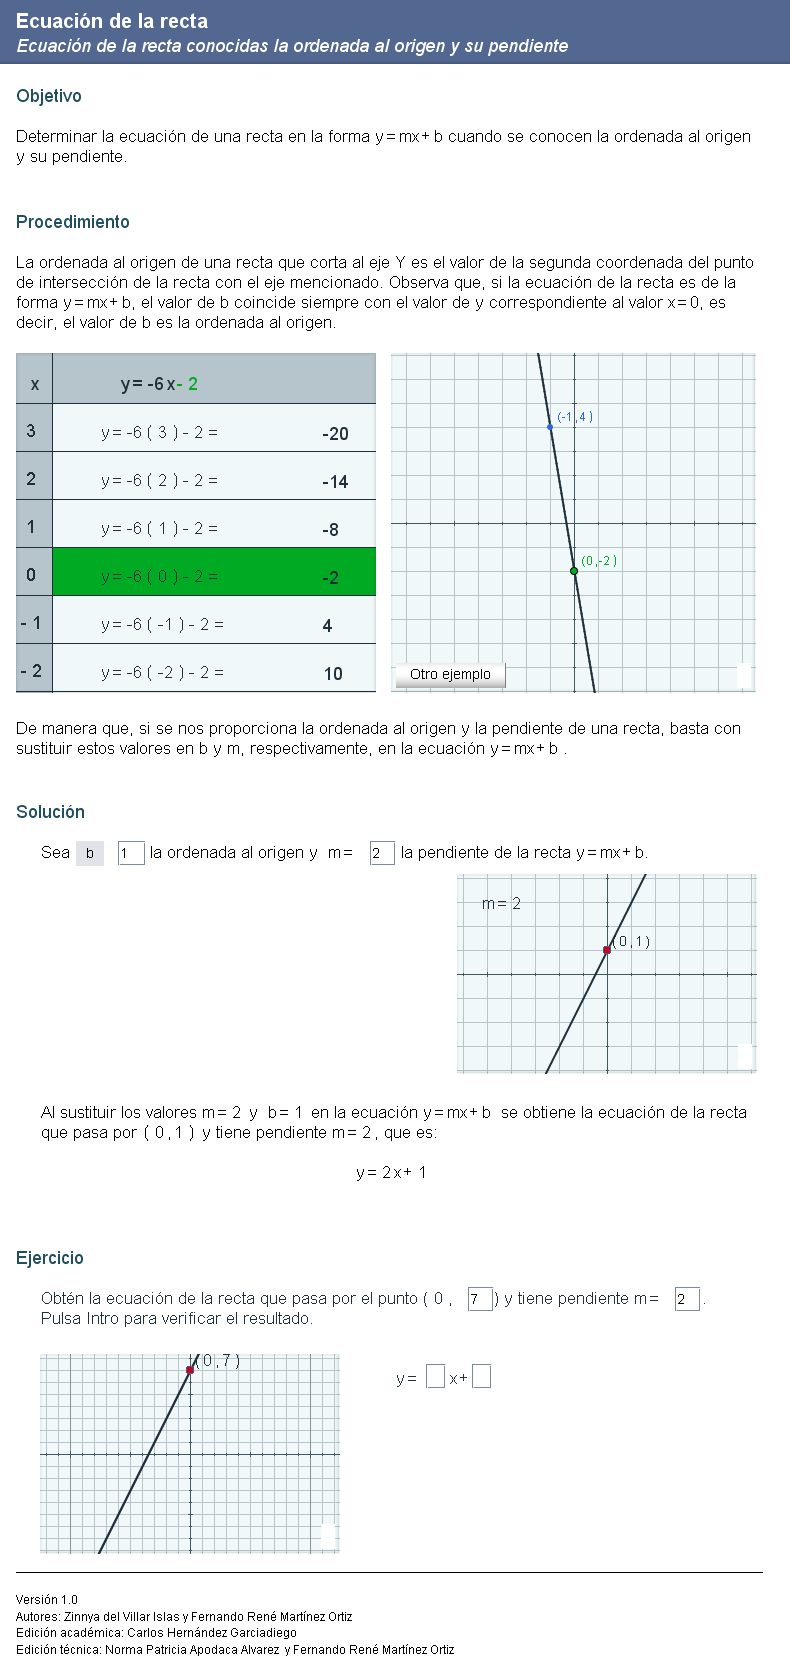 Ecuación de la recta
Ecuación de la recta conocidas la ordenada al origen y su pendiente
Objetivo
Determinar la ecuación de una recta en la forma y=mx+b cuando se conocen la ordenada al origen
y su pendiente.
Procedimiento
La ordenada al origen de una recta que corta al eje Y es el valor de la segunda coordenada del punto
de intersección de la recta con el eje mencionado. Observa que, si la ecuación de la recta es de la
forma y=mx+b, el valor de b coincide siempre con el valor de y correspondiente al valor x=0, es
decir, el valor de b es la ordenada al origen.
x y=-6x-2
3 y=-6(3)-2= -20
2 y=-6(2)-2= -14
1 y=-6(1)-2= -8
0 y=-6(0)-2= -2
-1 y=-6(-1)-2= 4
-2 y=-6(-2)-2= 10
(-1,4)
(0,-2)
Otro ejemplo
De manera que, si se nos proporciona la ordenada al origen y la pendiente de una recta, basta con
sustituir estos valores en b y m, respectivamente, en la ecuación y=mx+b .
Solución
Sea b 1 la ordenada al origen y m= 2 la pendiente de la recta y=mx+b.
m=2
(0,1)
Al sustituir los valores m=2 y b=1 en la ecuación y=mx+b se obtiene la ecuación de la recta
que pasa por (0,1) y tiene pendiente m=2, que es:
y=2x+1
Ejercicio
Obtén la ecuación de la recta que pasa por el punto (0, 7) y tiene pendiente m= 2.
Pulsa Intro para verificar el resultado.
(0,7)
y= x+
Versión 1.0
Autores: Zinnya del Villar Islas y Fernando René Martínez Ortiz
Edición académica: Carlos Hernández Garciadiego
Edición técnica: Norma Patricia Apodaca Alvarez y Fernando René Martínez Ortiz